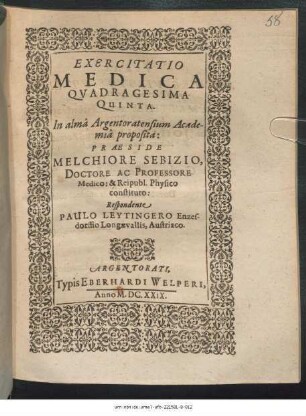 58
EXERCITATIO
MEDICA
QVADRAGESIMA
QUINTA.
In almâ Argentoratensium Acade-
miâ proposita:
PRÆSIDE
MELCHIORE SEBIZIO,
DOCTORE AC PROFESSORE
Medico: & Reipubl. Physico
constituto:
Respondente
PAULO LEYTINGERO Enzes-
dorffio Longævallis, Austriaco.
ARGENTORATI,
Typis EBERHARDI WELPERI,
Anno M. DC. XXIX.